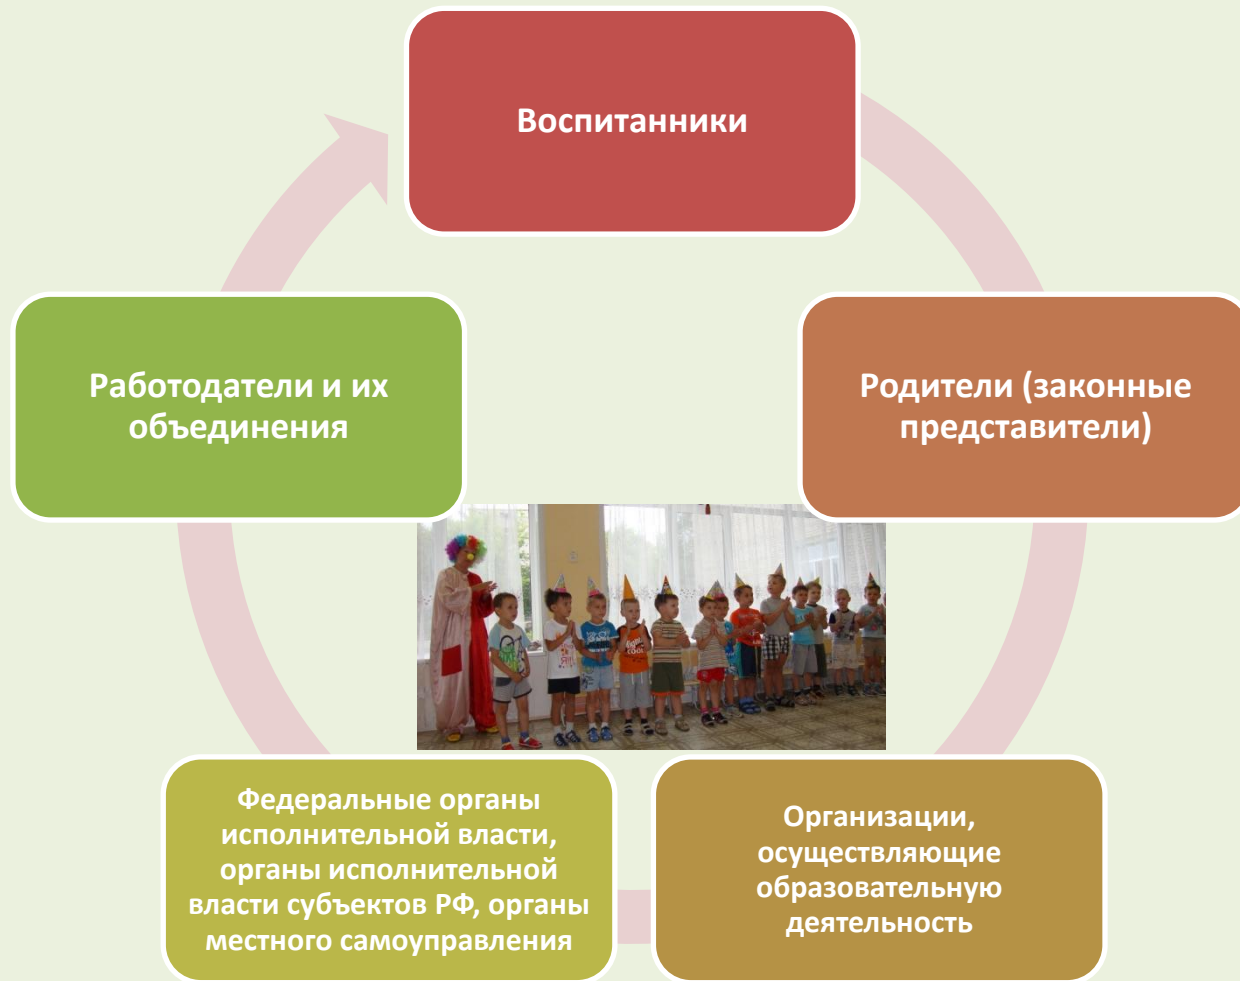 Воспитанники
Родители (законные
представители)
Организации,
осуществляющие
образовательную
деятельность
Федеральные органы
исполнительной власти,
органы исполнительной
власти субъектов РФ, органы
местного самоуправления
Работодатели и их
объединения